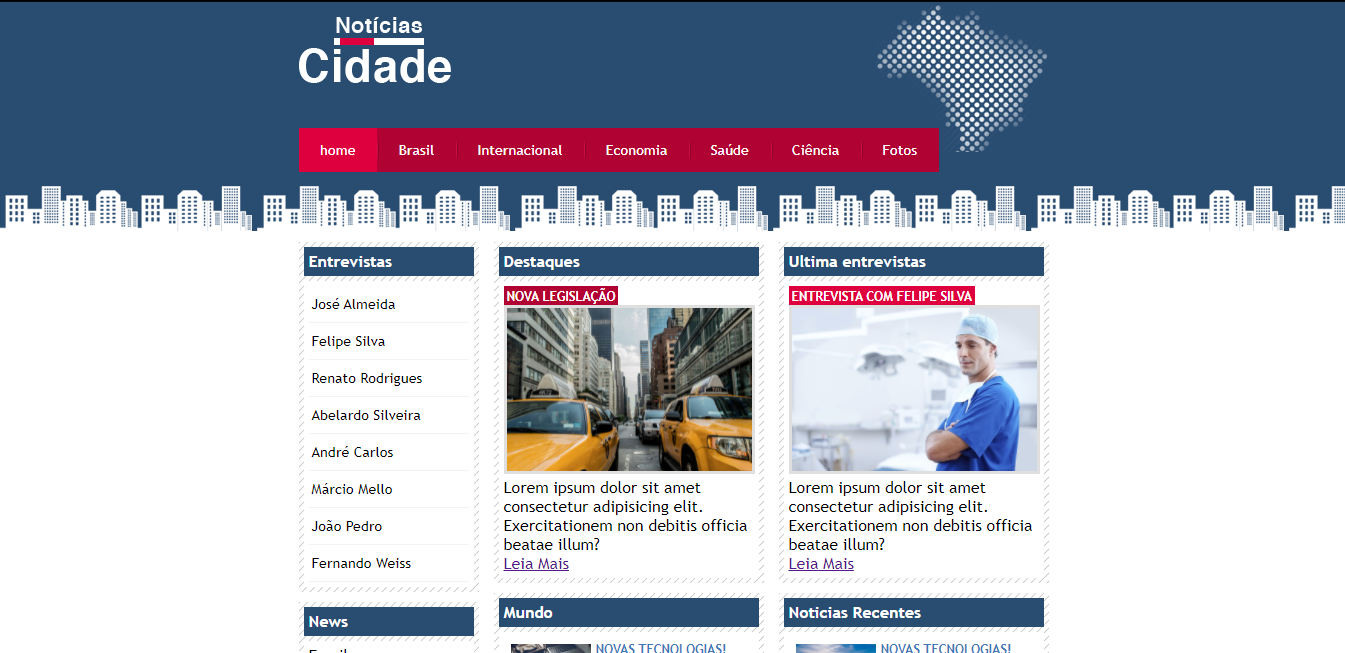 Notícias
Cidade
home Brasil Internacional Economia Saúde Ciência Fotos
Entrevistas
José Almeida
Felipe Silva
Renato Rodrigues
Abelardo Silveira
André Carlos
Márcio Mello
João Pedro
Fernando Weiss
News
Destaques
NOVA LEGISLAÇÃO
Lorem ipsum dolor sit amet
consectetur adipisicing elit.
Exercitationem non debitis officia
beatae illum?
Leia Mais
Mundo
NOVAS TECNOLOGIAS!
Ultima entrevistas
ENTREVISTA COM FELIPE SILVA
Lorem ipsum dolor sit amet
consectetur adipisicing elit.
Exercitationem non debitis officia
beatae illum?
Leia Mais
Noticias Recentes
NOVAS TECNOLOGIAS!